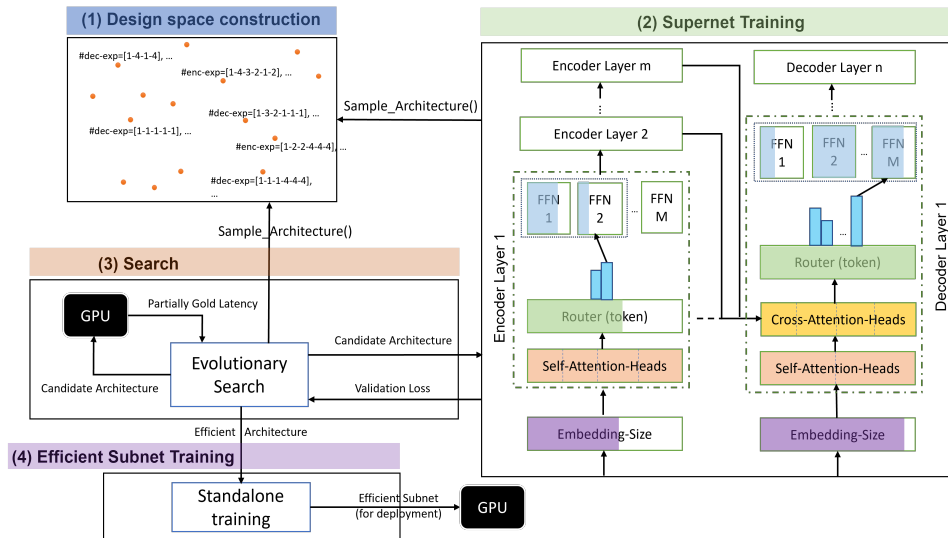 (1) Design space construction
#dec-exp=[1-4-1-4], ...
#enc-exp=[1-4-3-2-1-2], ...
#dec-exp=[1-3-2-1-1-1], ...
#dec-exp=[1-1-1-1-1], ...
#enc-exp=[1-2-2-4-4-4], ...
#dec-exp=[1-1-1-4-4-4],
...
Sample_Architecture()
Sample_Architecture()
(2) Supernet Training
Encoder Layer m
Encoder Layer 2
FFN
1
FFN
2
...
FFN
M
Router (token)
Self-Attention-Heads
Encoder Layer 1
Embedding-Size
Decoder Layer n
FFN
1
FFN
2
...
FFN
M
...
Router (token)
Cross-Attention-Heads
Self-Attention-Heads
Decoder Layer 1
Embedding-Size
(3) Search
GPU
Partially Gold Latency
Evolutionary
Search
Candidate Architecture
Candidate Architecture
Validation Loss
Efficient Architecture
(4) Efficient Subnet Training
Standalone
training
Efficient Subnet
(for deployment)
GPU